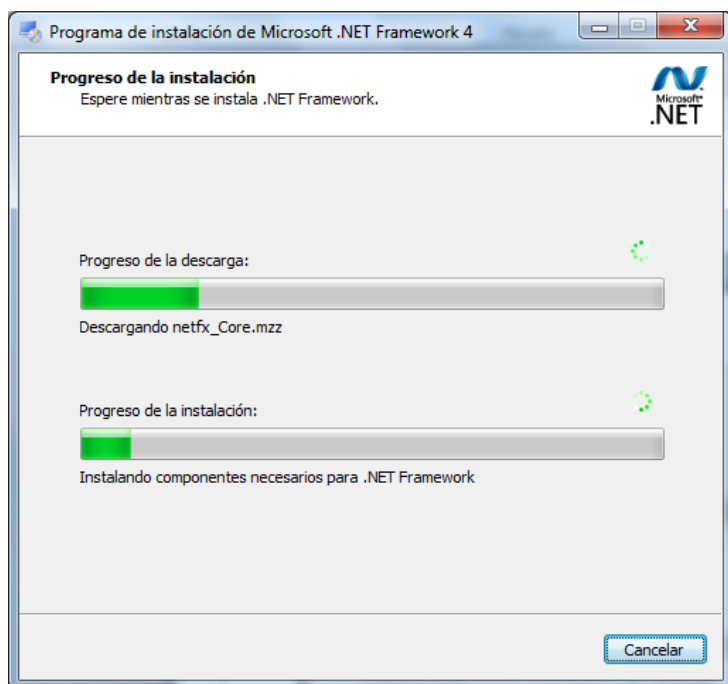 Programa de instalación de Microsoft .NET Framework 4
Progreso de la instalación
Espere mientras se instala .NET Framework.
Microsoft®
.NET
Progreso de la descarga:
Descargando netfx_Core.mzz
Progreso de la instalación:
Instalando componentes necesarios para .NET Framework
Cancelar